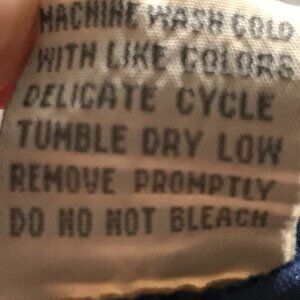 MACHINE WASH COLD
WITH LIKE COLORS
DELICATE CYCLE
TUMBLE DRY LOW
REMOVE PROMPTLY
DO NO NOT BLEACH